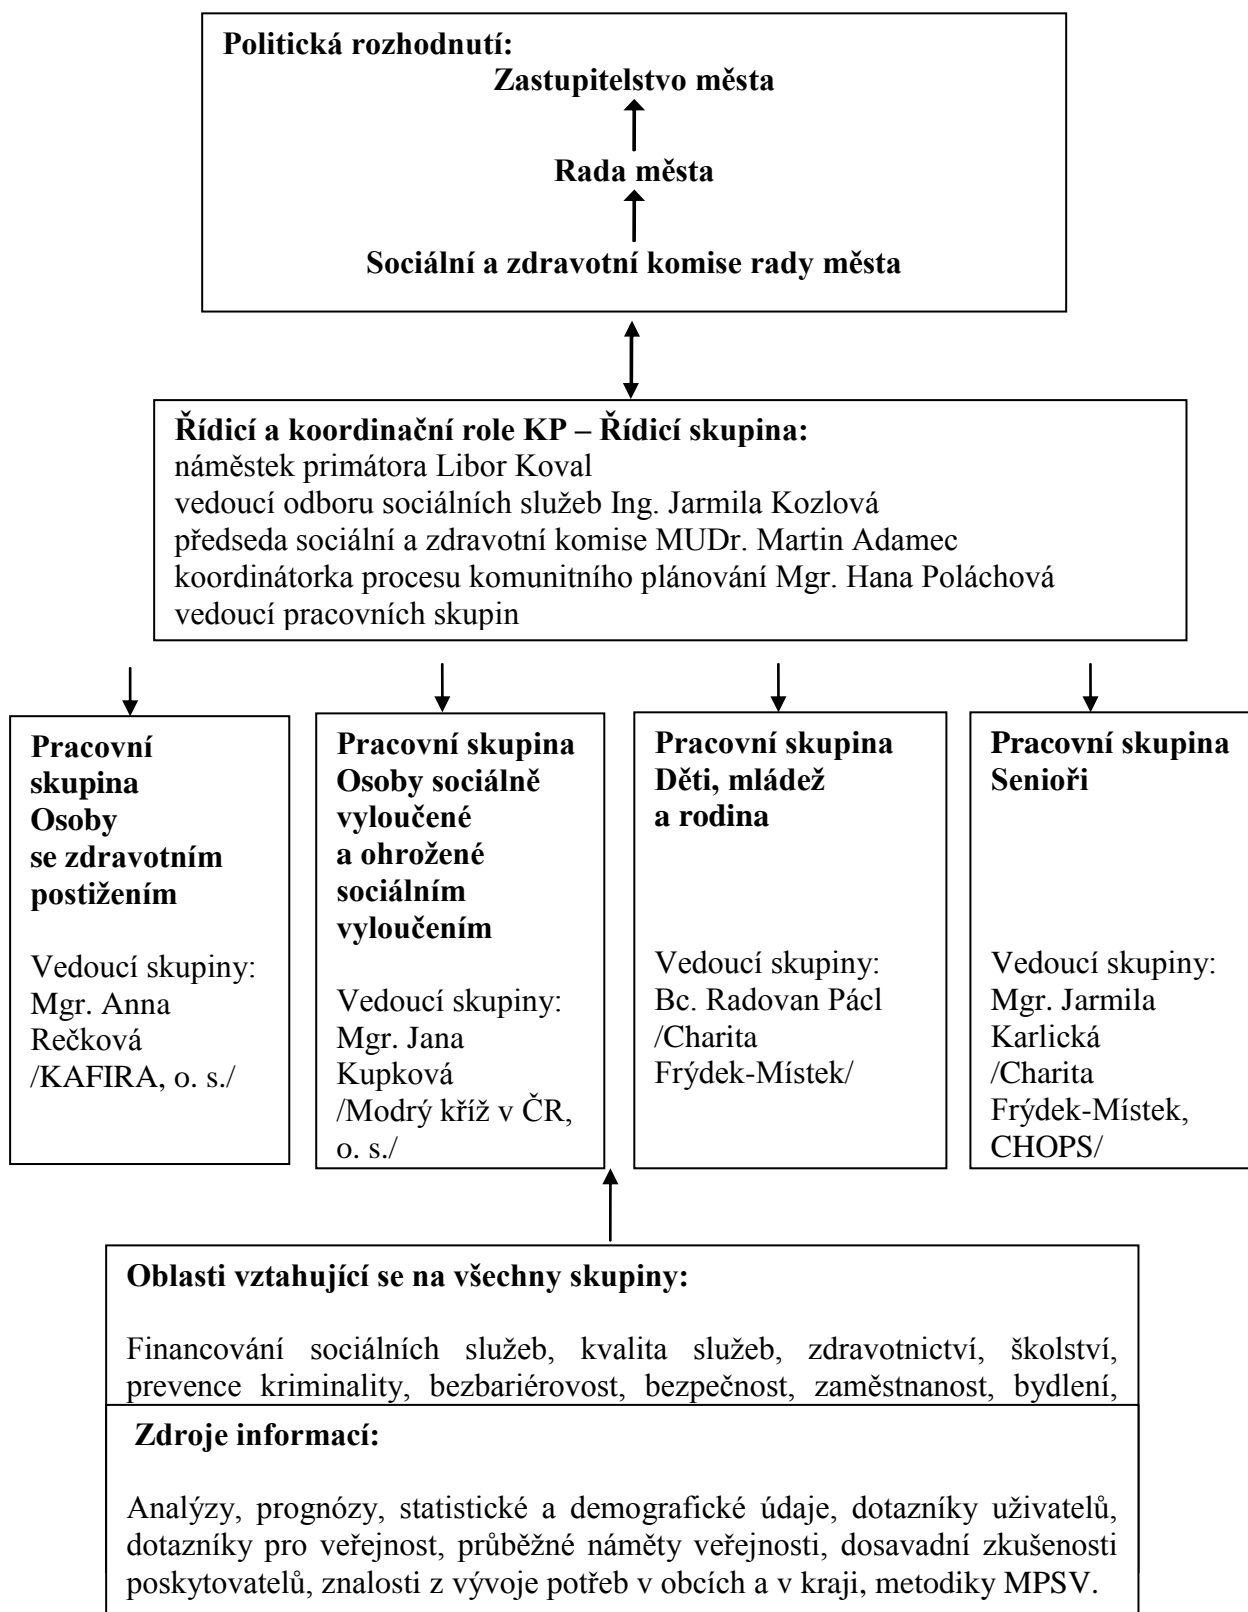 Politická rozhodnutí:
Zastupitelstvo města
Rada města
Sociální a zdravotní komise rady města
Řídicí a koordinační role KP – Řídicí skupina:
náměstek primátora Libor Koval
vedoucí odboru sociálních služeb Ing. Jarmila Kozlová
předseda sociální a zdravotní komise MUDr. Martin Adamec
koordinátorka procesu komunitního plánování Mgr. Hana Poláchová
vedoucí pracovních skupin
Pracovní
skupina
Osoby
se zdravotním
postižením
Vedoucí skupiny:
Mgr. Anna
Rečková
/KAFIRA, o. s./
Pracovní skupina
Osoby sociálně
vyloučené
a ohrožené
sociálním
vyloučením
Vedoucí skupiny:
Mgr. Jana
Kupková
/Modrý kříž v ČR,
o. s./
Pracovní skupina
Děti, mládež
a rodina
Vedoucí skupiny:
Bc. Radovan Pácl
/Charita
Frýdek-Místek/
Pracovní skupina
Senioři
Vedoucí skupiny:
Mgr. Jarmila
Karlická
/Charita
Frýdek-Místek,
CHOPS/
Oblasti vztahující se na všechny skupiny:
Financování sociálních služeb, kvalita služeb, zdravotnictví, školství,
prevence kriminality, bezbariérovost, bezpečnost, zaměstnanost, bydlení,
Zdroje informací:
Analýzy, prognózy, statistické a demografické údaje, dotazníky uživatelů,
dotazníky pro veřejnost, průběžné náměty veřejnosti, dosavadní zkušenosti
poskytovatelů, znalosti z vývoje potřeb v obcích a v kraji, metodiky MPSV.